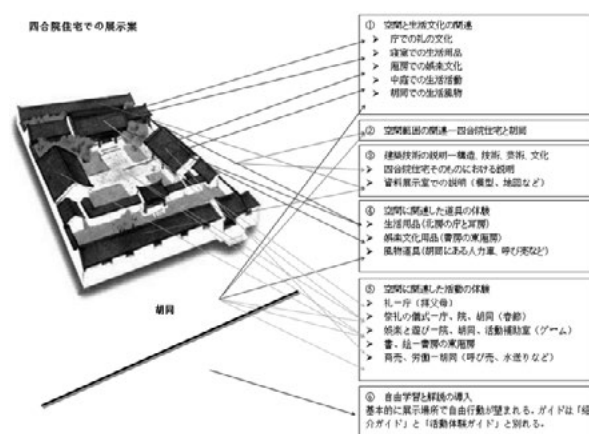 四合院住宅での展示案
胡同
① 空間と生活文化の関連
➢ 庁での礼の文化
➢ 寝室での生活用品
➢ 廂房での娯楽文化
➢ 中庭での生活活動
➢ 胡同での生活風物
② 空間範囲の関連ー四合院住宅と胡同
③ 建築技術の説明ー構造、技術、芸術、文化
➢ 四合院住宅そのものにおける説明
➢ 資料展示室での説明（模型、地図など）
④ 空間に関連した道具の体験
➢ 生活用品（北房の庁と耳房）
➢ 娯楽文化用品（書房の東廂房）
➢ 風物道具（胡同にある人力車、呼び売など）
⑤ 空間に関連した活動の体験
➢ 礼ー庁（拝父母）
➢ 祭礼の儀式ー庁、院、胡同（春節）
➢ 娯楽と遊びー院、胡同、活動補助室（ゲーム）
➢ 書、絵ー書房の東廂房
➢ 商売、労働ー胡同（呼び売、水送りなど）
⑥ 自由学習と解説の導入
基本的に展示場所で自由行動が望まれる。ガイドは「紹
介ガイド」と「活動体験ガイド」と別れる。